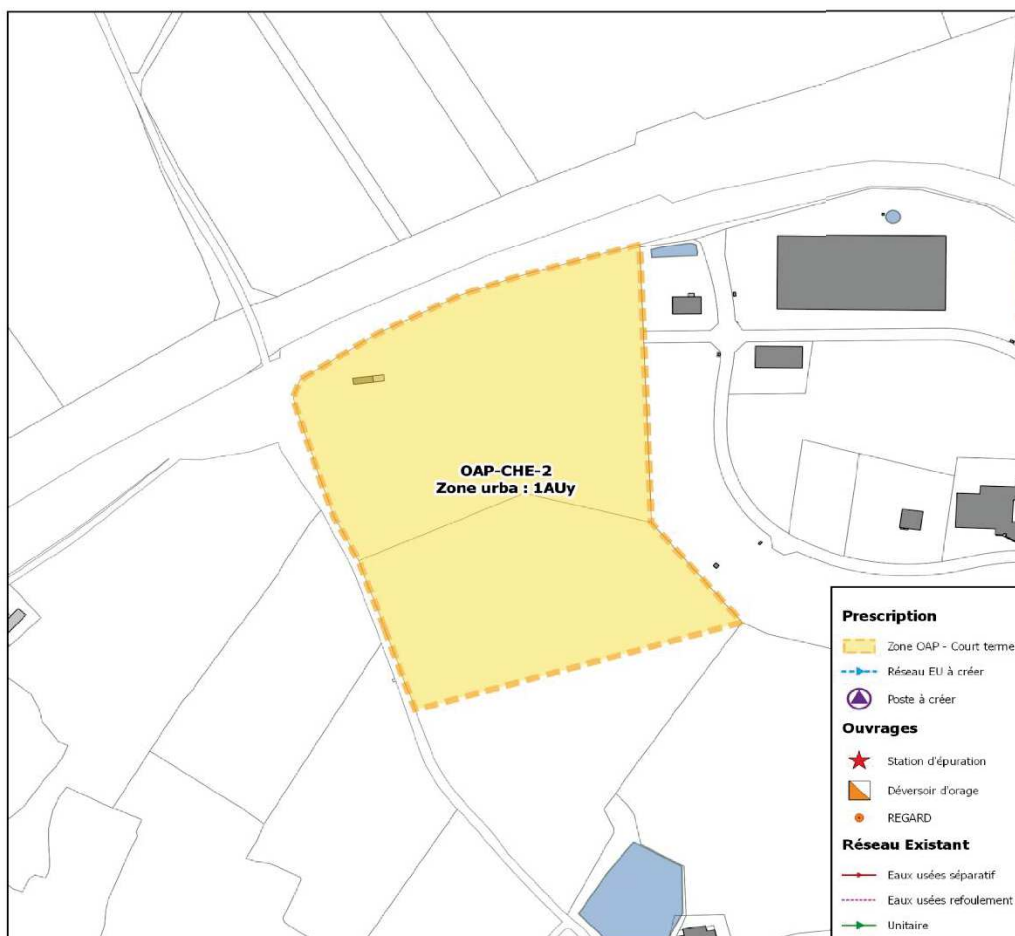 OAP-CHE-2
Zone urba : 1AUy
Prescription
Zone OAP - Court terme
Réseau EU à créer
Poste à créer
Ouvrages
Station d'épuration
Déversoir d'orage
REGARD
Réseau Existant
Eaux usées séparatif
Eaux usées refoulement
Unitaire